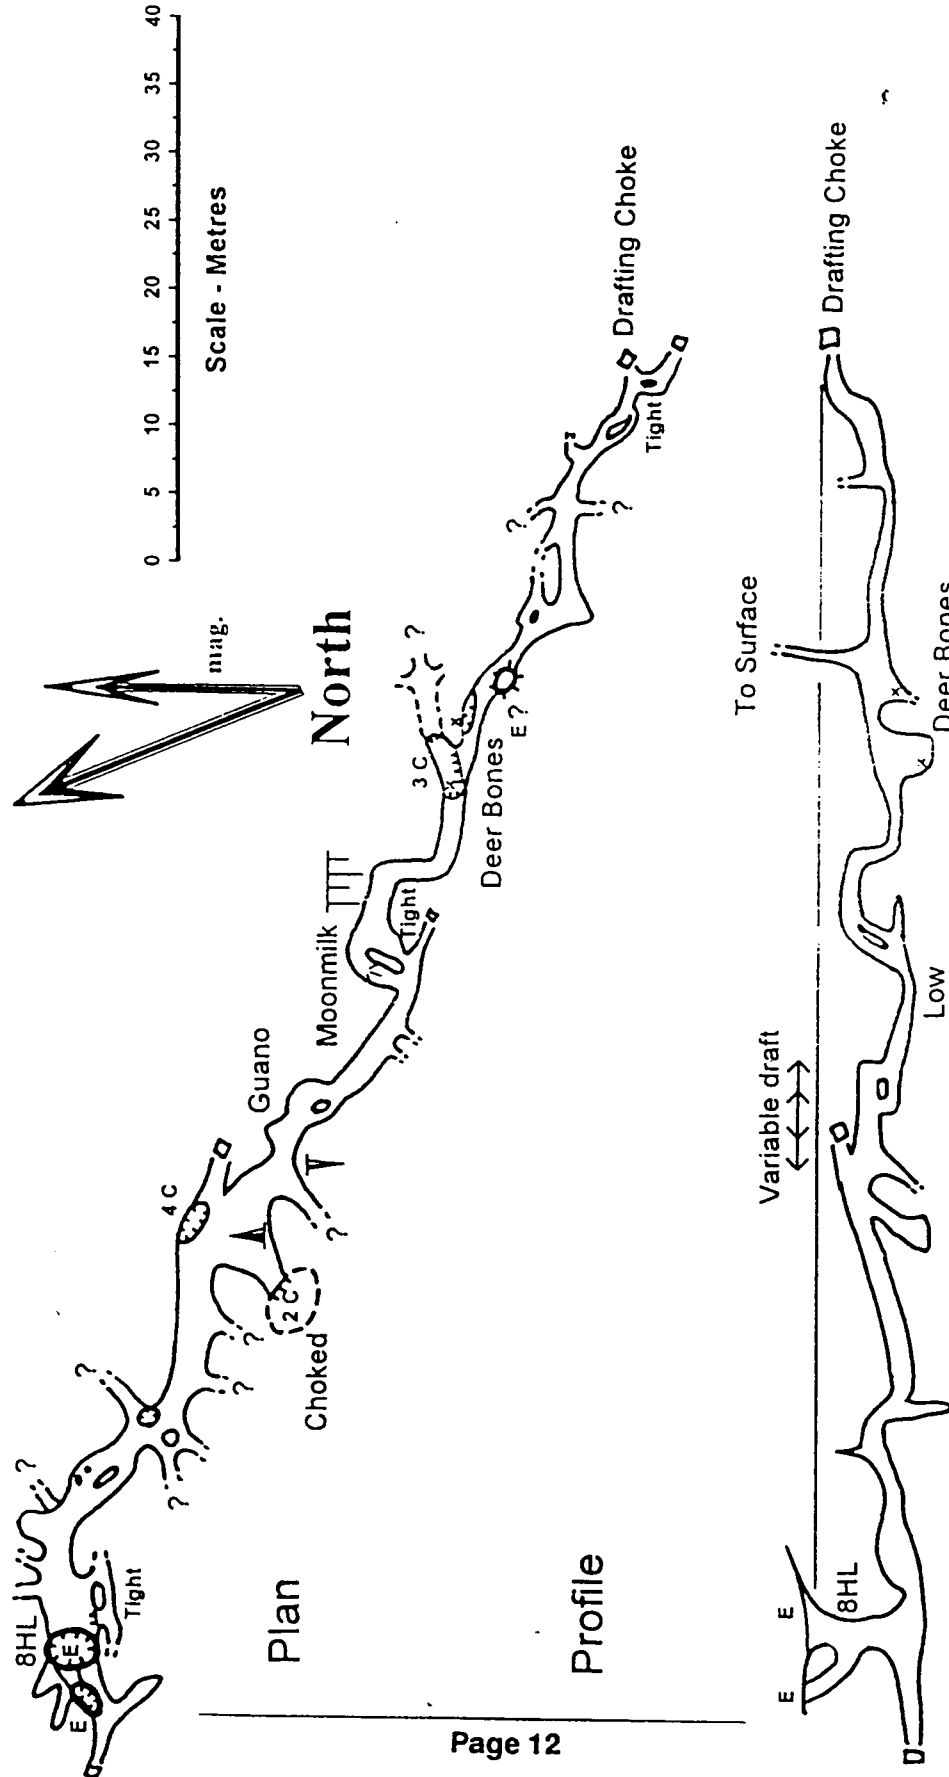 8HL
E
E
Tight
?
?
?
?
?
4 C
2 C
Choked
?
Guano
Moonmilk
Tight
3 C
?
Deer Bones
E ?
?
?
Tight
Drafting Choke
mag.
North
0 5 10 15 20 25 30 35 40
Scale - Metres
Plan
Profile
E
E
8HL
Variable draft
Low
To Surface
Deer Bones
Drafting Choke
Page 12